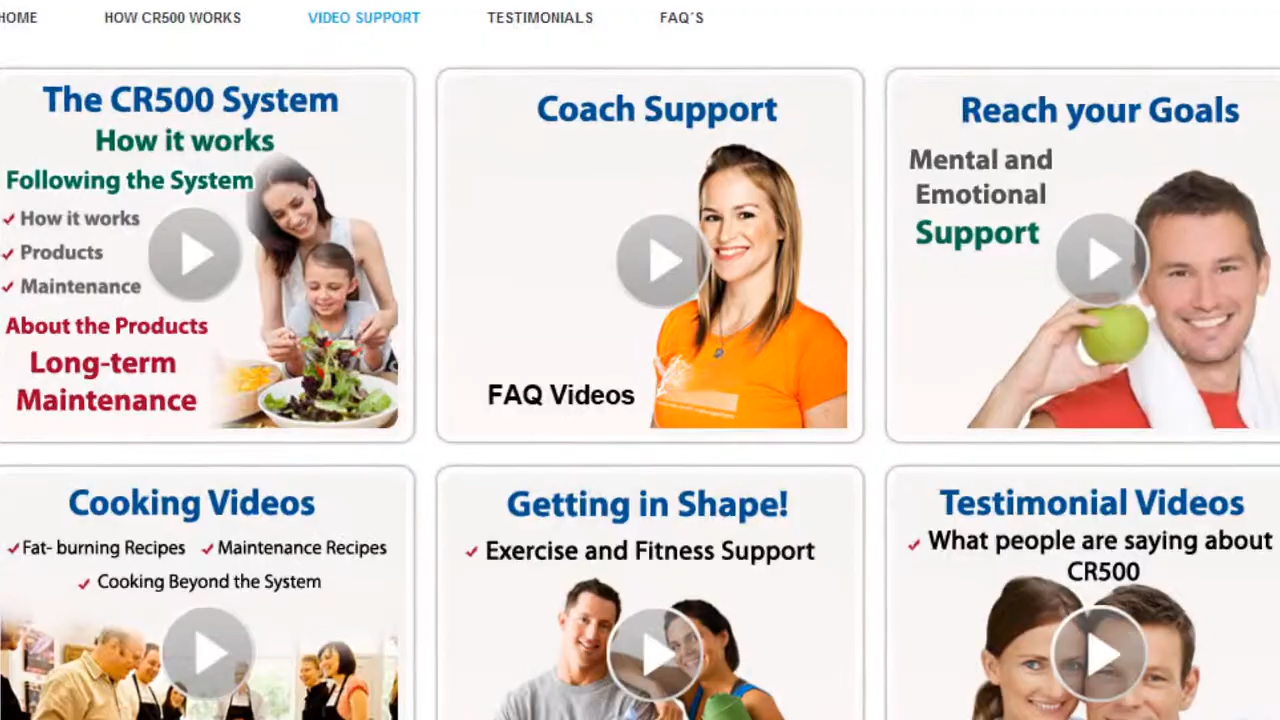 HOME
HOW CR500 WORKS
VIDEO SUPPORT
TESTIMONIALS
FAQ´S
The CR500 System
How it works
Following the System
How it works
Products
Maintenance
About the Products
Long-term
Maintenance
Coach Support
FAQ Videos
Reach your Goals
Mental and
Emotional
Support
Cooking Videos
Fat- burning Recipes
Maintenance Recipes
Cooking Beyond the System
Getting in Shape!
Exercise and Fitness Support
Testimonial Videos
What people are saying about
CR500